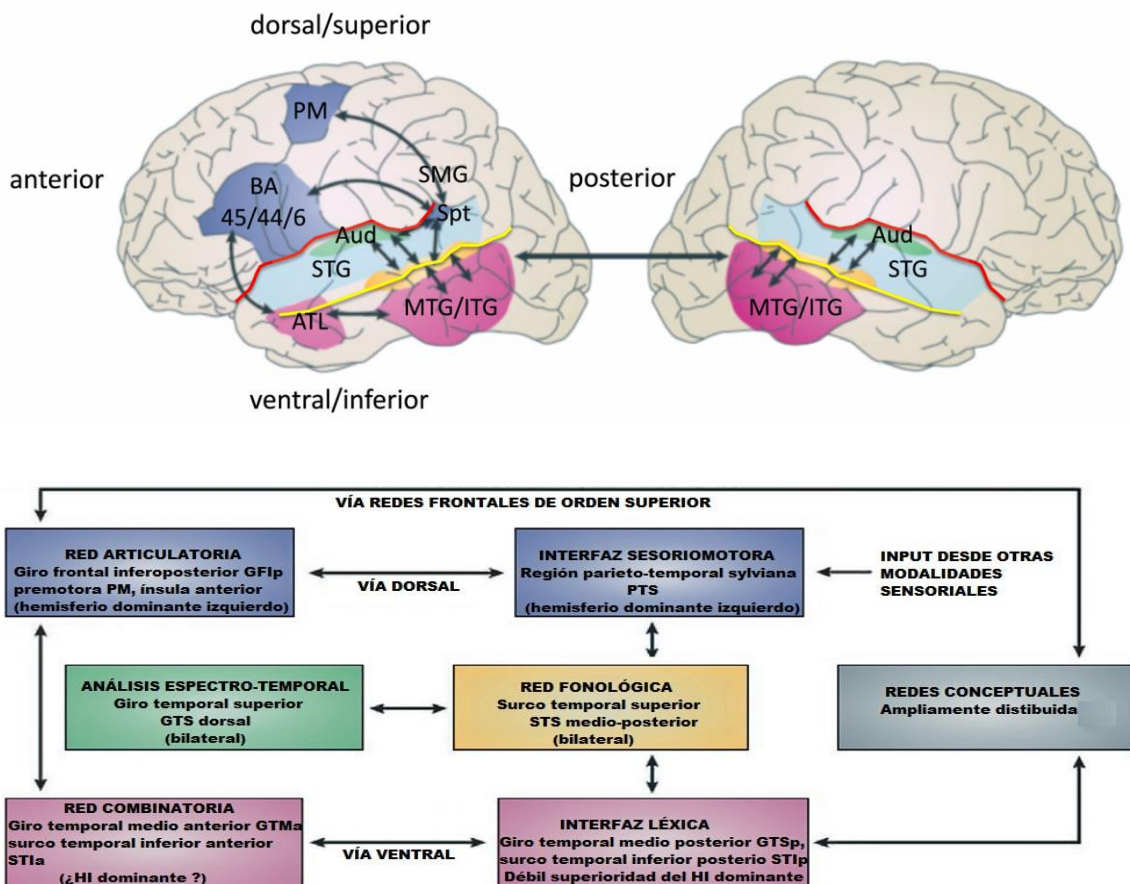 dorsal/superior
PM
anterior
SMG
posterior
BA
45/44/6
Spt
Aud
Aud
STG
STG
ATL
MTG/ITG
MTG/ITG
ventral/inferior
VÍA REDES FRONTALES DE ORDEN SUPERIOR
RED ARTICULATORIA
Giro frontal inferoposterior GFIp
premotora PM, ínsula anterior
(hemisferio dominante izquierdo)
VÍA DORSAL
INTERFAZ SESORIOMOTORA
Región parieto-temporal sylviana
PTS
(hemisferio dominante izquierdo)
INPUT DESDE OTRAS
MODALIDADES
SENSORIALES
ANÁLISIS ESPECTRO-TEMPORAL
Giro temporal superior
GTS dorsal
(bilateral)
RED FONOLÓGICA
Surco temporal superior
STS medio-posterior
(bilateral)
REDES CONCEPTUALES
Ampliamente distibuida
RED COMBINATORIA
Giro temporal medio anterior GTMa
surco temporal inferior anterior
STIa
(¿HI dominante ?)
VÍA VENTRAL
INTERFAZ LÉXICA
Giro temporal medio posterior GTSp,
surco temporal inferior posterio STIp
Débil superioridad del HI dominante